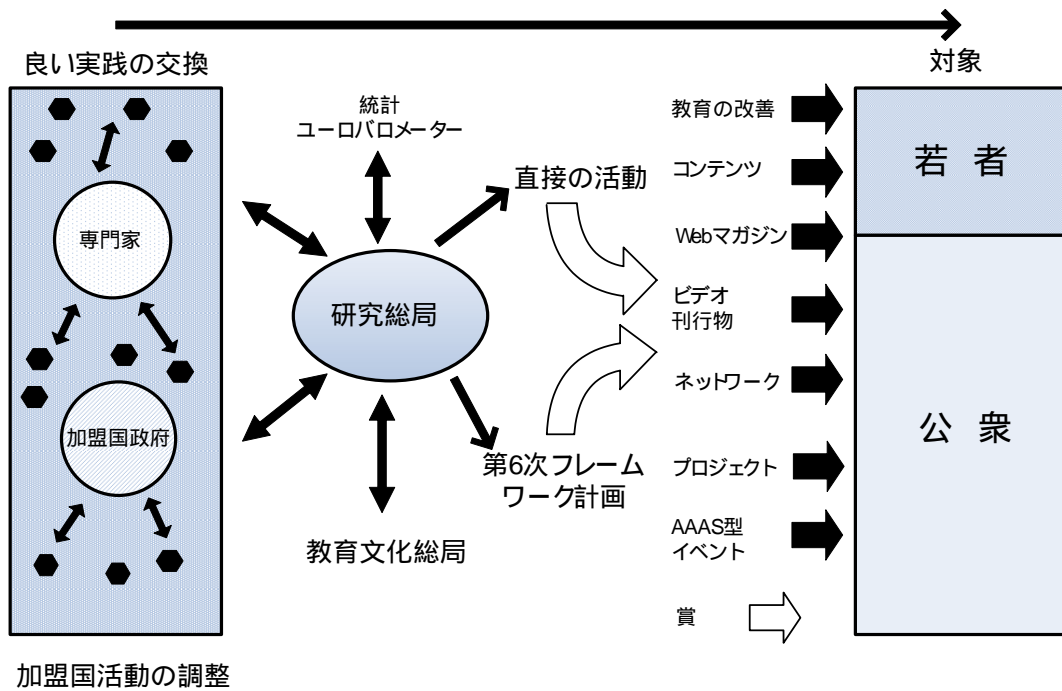 良い実践の交換
対象
専門家
加盟国政府
加盟国活動の調整
統計
ユーロバロメーター
研究総局
教育文化総局
直接の活動
第6次フレーム
ワーク計画
教育の改善
コンテンツ
Webマガジン
ビデオ
刊行物
ネットワーク
プロジェクト
AAAS型
イベント
賞
若 者
公 衆